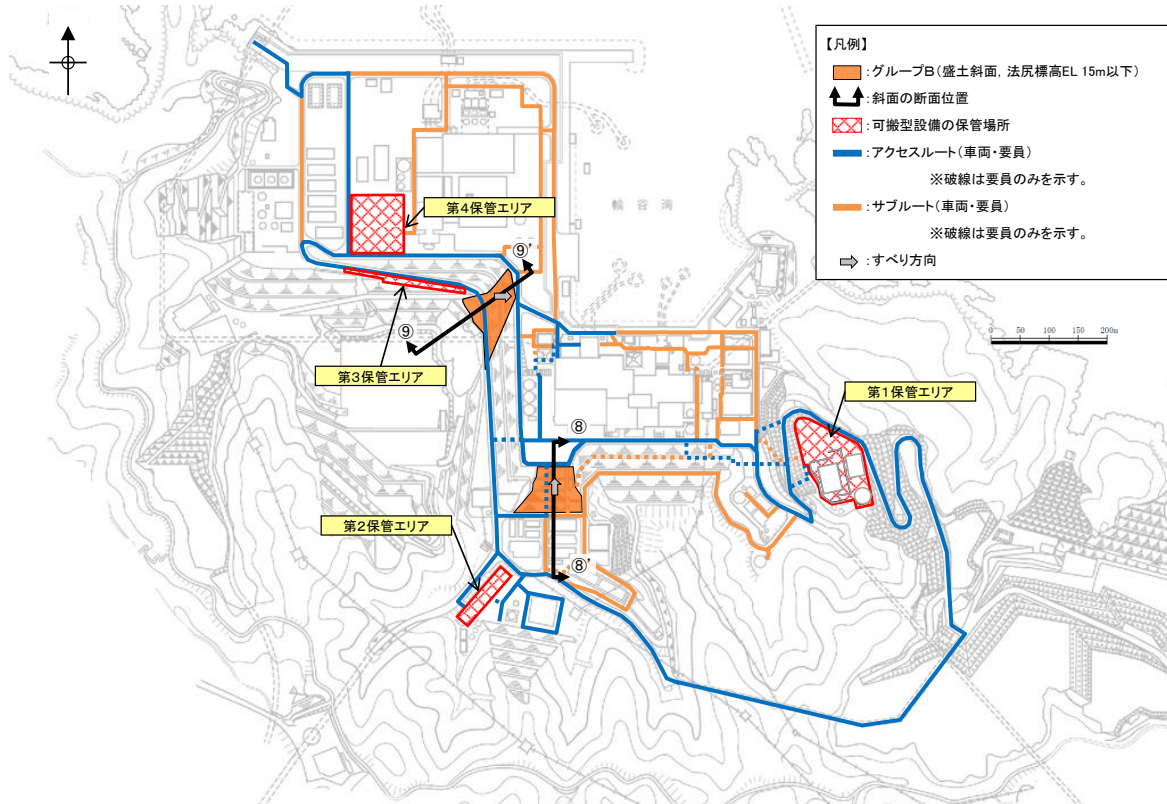 【凡例】
:グループB(盛土斜面, 法尻標高EL 15m以下)
:斜面の断面位置
:可搬型設備の保管場所
:アクセスルート(車両・要員)
※破線は要員のみを示す。
:サブルート(車両・要員)
※破線は要員のみを示す。
:すべり方向
0 50 100 150 200m
輪谷湾
第4保管エリア
⑨'
⑨
第3保管エリア
第1保管エリア
⑧
第2保管エリア
⑧'